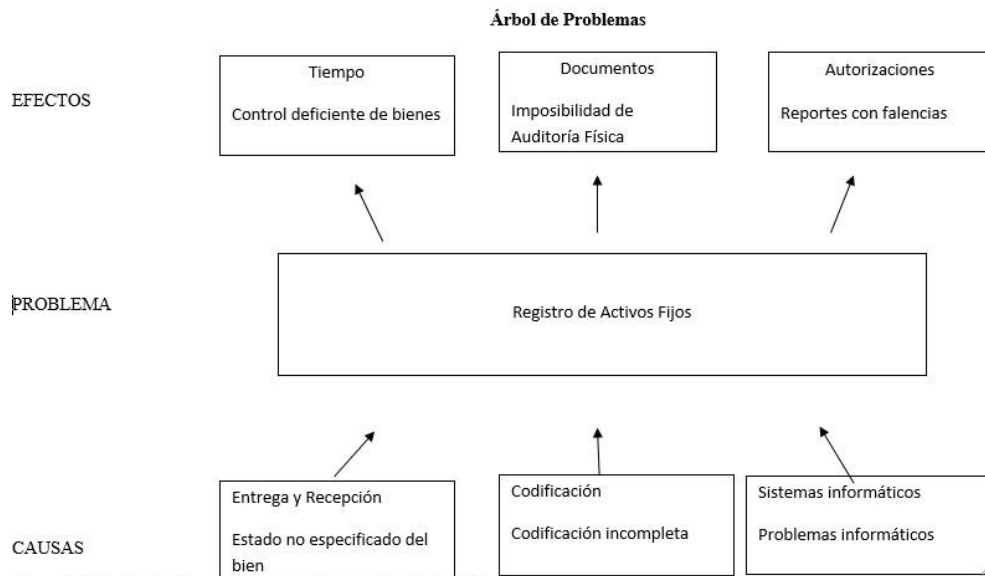 Árbol de Problemas
EFECTOS
Tiempo
Control deficiente de bienes
Documentos
Imposibilidad de
Auditoría Física
Autorizaciones
Reportes con falencias
PROBLEMA
Registro de Activos Fijos
CAUSAS
Entrega y Recepción
Estado no especificado del
bien
Codificación
Codificación incompleta
Sistemas informáticos
Problemas informáticos